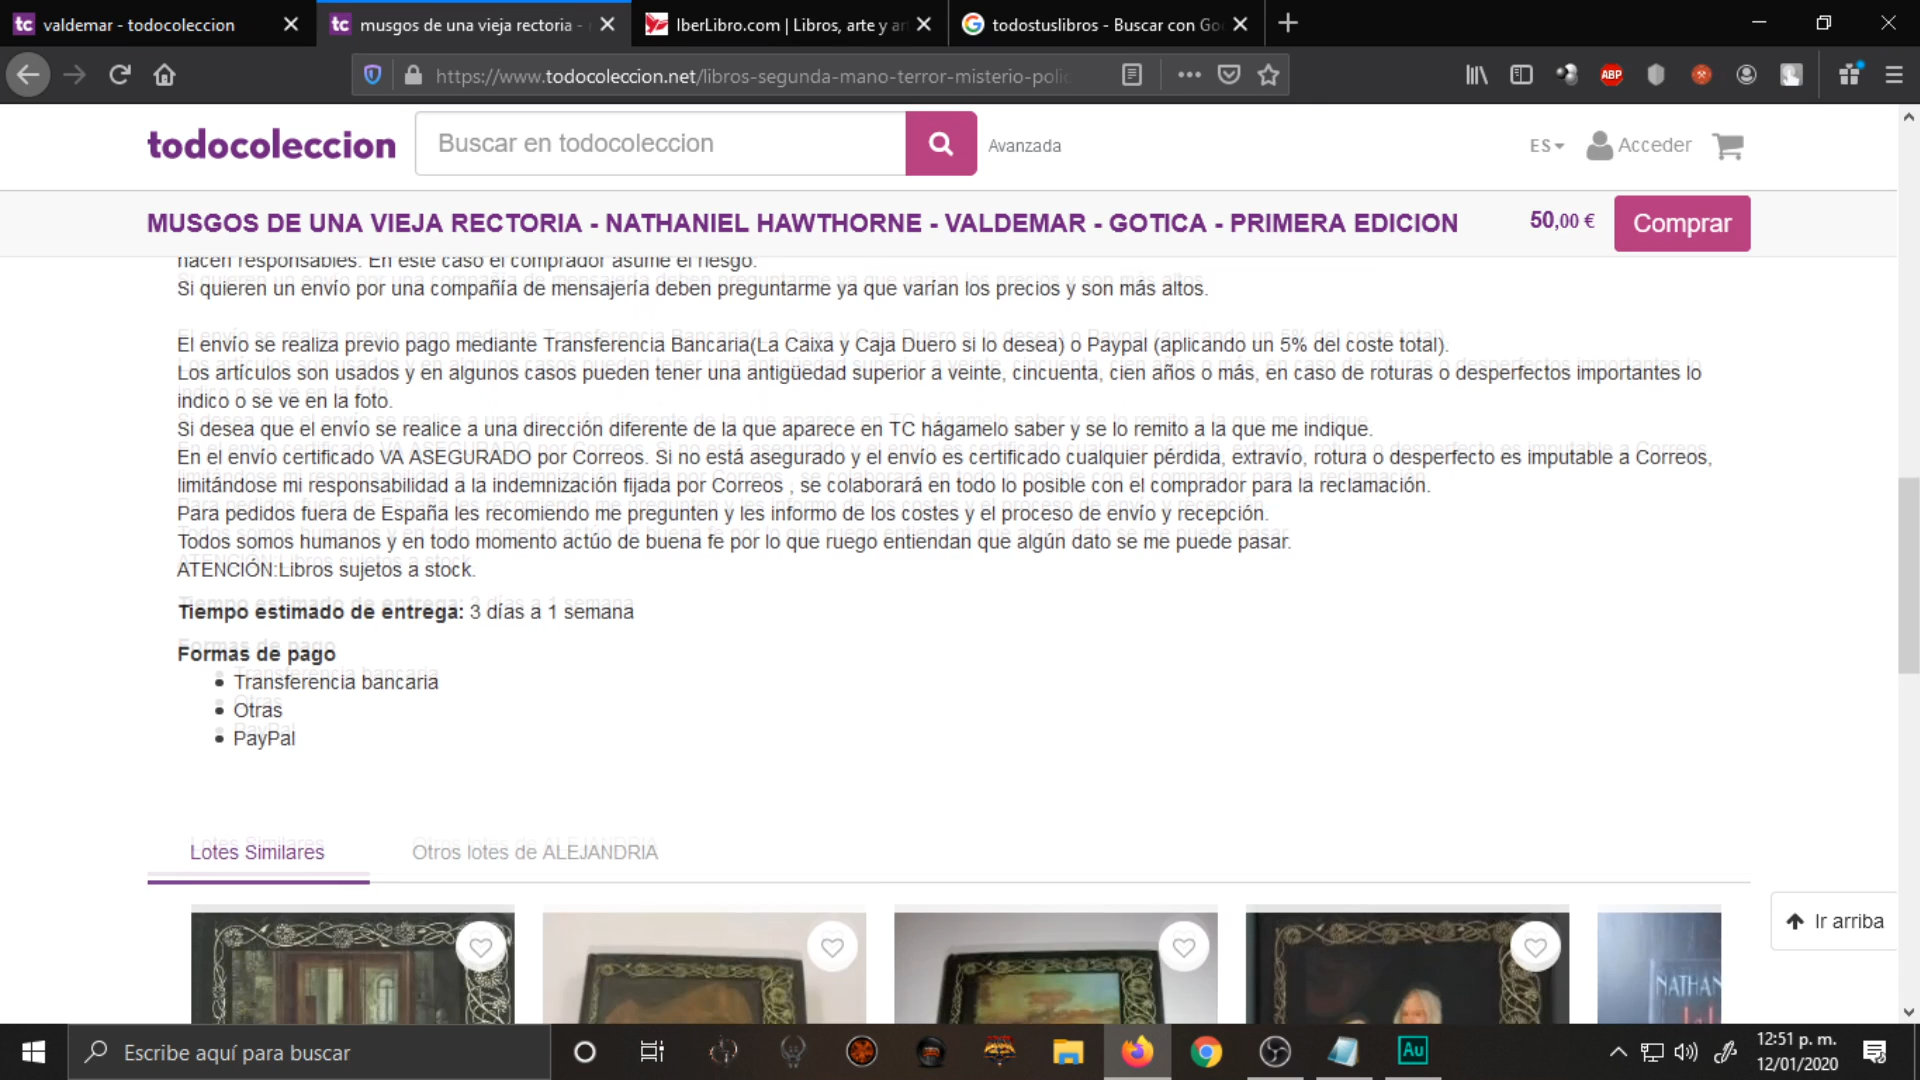 valdemar - todocoleccion
musgos de una vieja rectoria -
IberLibro.com | Libros, arte y ar
todostuslibros - Buscar con Go
https://www.todocoleccion.net/libros-segunda-mano-terror-misterio-polic
ABP
todocoleccion
Buscar en todocoleccion
Avanzada
ES
Acceder
MUSGOS DE UNA VIEJA RECTORIA - NATHANIEL HAWTHORNE - VALDEMAR - GOTICA - PRIMERA EDICION
50,00 €
Comprar
hacen responsables. En este caso el comprador asume el riesgo.
Si quieren un envío por una compañía de mensajería deben preguntarme ya que varían los precios y son más altos.
El envío se realiza previo pago mediante Transferencia Bancaria(La Caixa y Caja Duero si lo desea) o Paypal (aplicando un 5% del coste total).
Los artículos son usados y en algunos casos pueden tener una antigüedad superior a veinte, cincuenta, cien años o más, en caso de roturas o desperfectos importantes lo
indico o se ve en la foto.
Si desea que el envío se realice a una dirección diferente de la que aparece en TC hágamelo saber y se lo remito a la que me indique.
En el envío certificado VA ASEGURADO por Correos. Si no está asegurado y el envío es certificado cualquier pérdida, extravío, rotura o desperfecto es imputable a Correos,
limitándose mi responsabilidad a la indemnización fijada por Correos , se colaborará en todo lo posible con el comprador para la reclamación.
Para pedidos fuera de España les recomiendo me pregunten y les informo de los costes y el proceso de envío y recepción.
Todos somos humanos y en todo momento actúo de buena fe por lo que ruego entiendan que algún dato se me puede pasar.
ATENCIÓN:Libros sujetos a stock.
Tiempo estimado de entrega: 3 días a 1 semana
Formas de pago
Transferencia bancaria
Otras
PayPal
Lotes Similares
Otros lotes de ALEJANDRIA
Ir arriba
NATHAN
Escribe aquí para buscar
Au
12:51 p. m.
12/01/2020